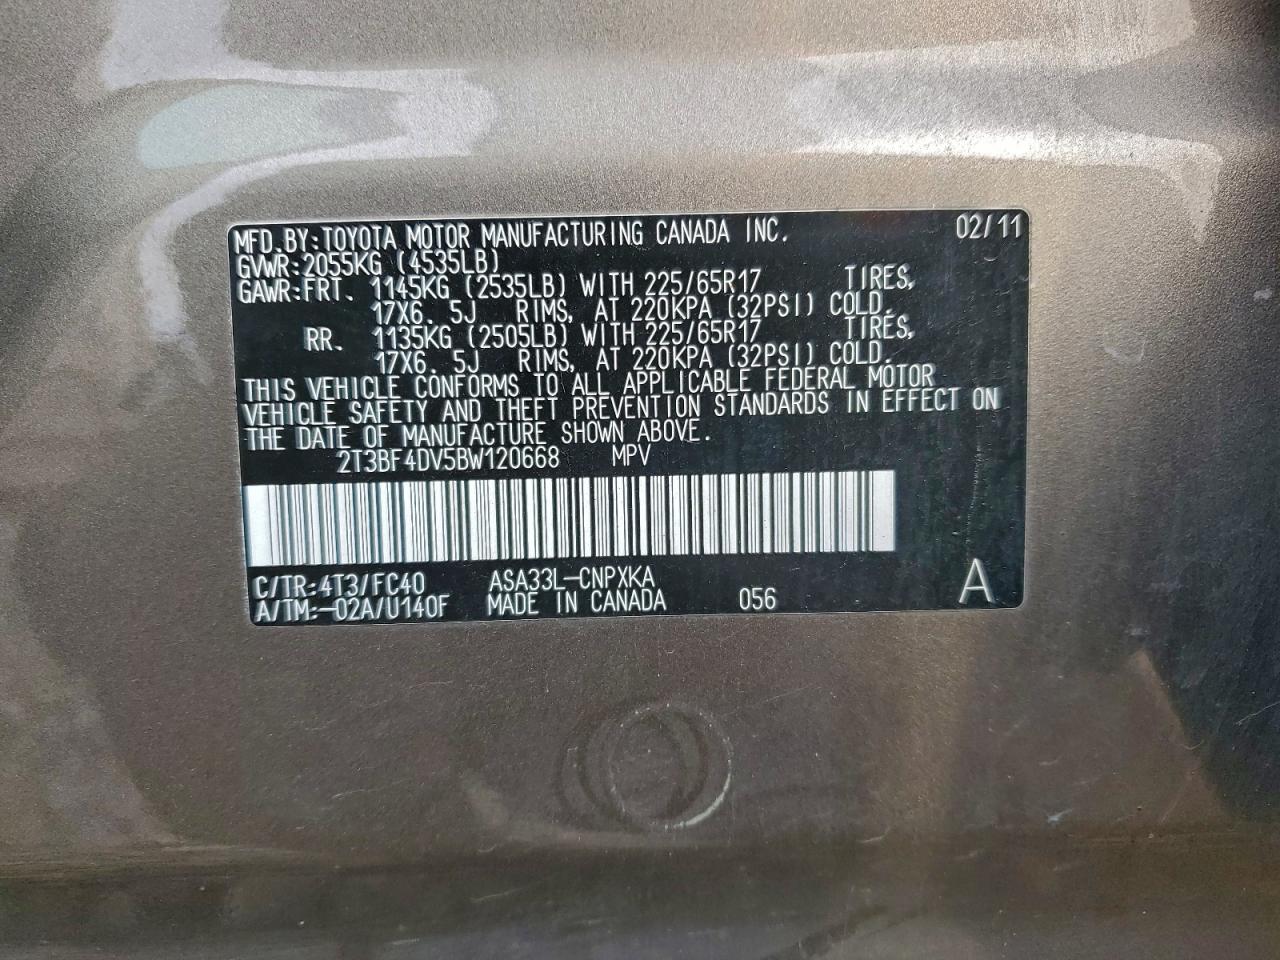 MFD.BY:TOYOTA MOTOR MANUFACTURING CANADA INC. 02/11
GVWR:2055KG (4535LB)
GAWR:FRT. 1145KG (2535LB) WITH 225/65R17 TIRES,
17X6.5J RIMS, AT 220KPA (32PSI) COLD.
RR. 1135KG (2505LB) WITH 225/65R17 TIRES,
17X6.5J RIMS, AT 220KPA (32PSI) COLD.
THIS VEHICLE CONFORMS TO ALL APPLICABLE FEDERAL MOTOR
VEHICLE SAFETY AND THEFT PREVENTION STANDARDS IN EFFECT ON
THE DATE OF MANUFACTURE SHOWN ABOVE.
2T3BF4DV5BW120668 MPV
C/TR:4T3/FC40 ASA33L-CNPXKA
A/TM:-02A/U140F MADE IN CANADA 056 A